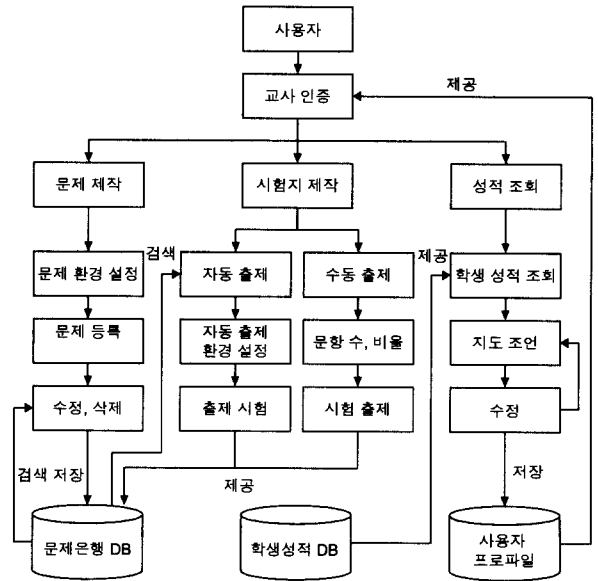 사용자
교사 인증
제공
문제 제작
시험지 제작
성적 조회
검색
제공
문제 환경 설정
자동 출제
수동 출제
학생 성적 조회
문제 등록
자동 출제
환경 설정
문항 수, 비율
지도 조언
수정, 삭제
출제 시험
시험 출제
수정
검색 저장
제공
저장
문제은행 DB
학생성적 DB
사용자
프로파일